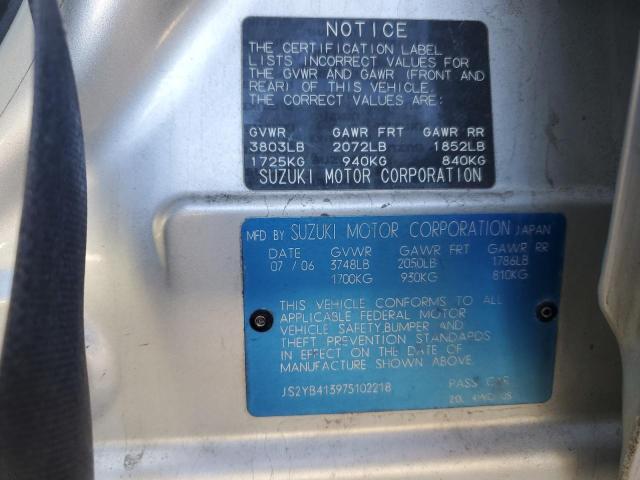 NOTICE
THE CERTIFICATION LABEL
LISTS INCORRECT VALUES FOR
THE GVWR AND GAWR (FRONT AND
REAR) OF THIS VEHICLE.
THE CORRECT VALUES ARE:
GVWR GAWR FRT GAWR RR
3803LB 2072LB 1852LB
1725KG 940KG 840KG
SUZUKI MOTOR CORPORATION
MFD BY SUZUKI MOTOR CORPORATION JAPAN
DATE GVWR GAWR FRT GAWR RR
07 / 06 3748LB 2050LB 1786LB
1700KG 930KG 810KG
THIS VEHICLE CONFORMS TO ALL
APPLICABLE FEDERAL MOTOR
VEHICLE SAFETY,BUMPER AND
THEFT PREVENTION STANDARDS
IN EFFECT ON THE DATE OF
MANUFACTURE SHOWN ABOVE.
JS2YB413975102218 PASS CAR
2.0L 4WD US